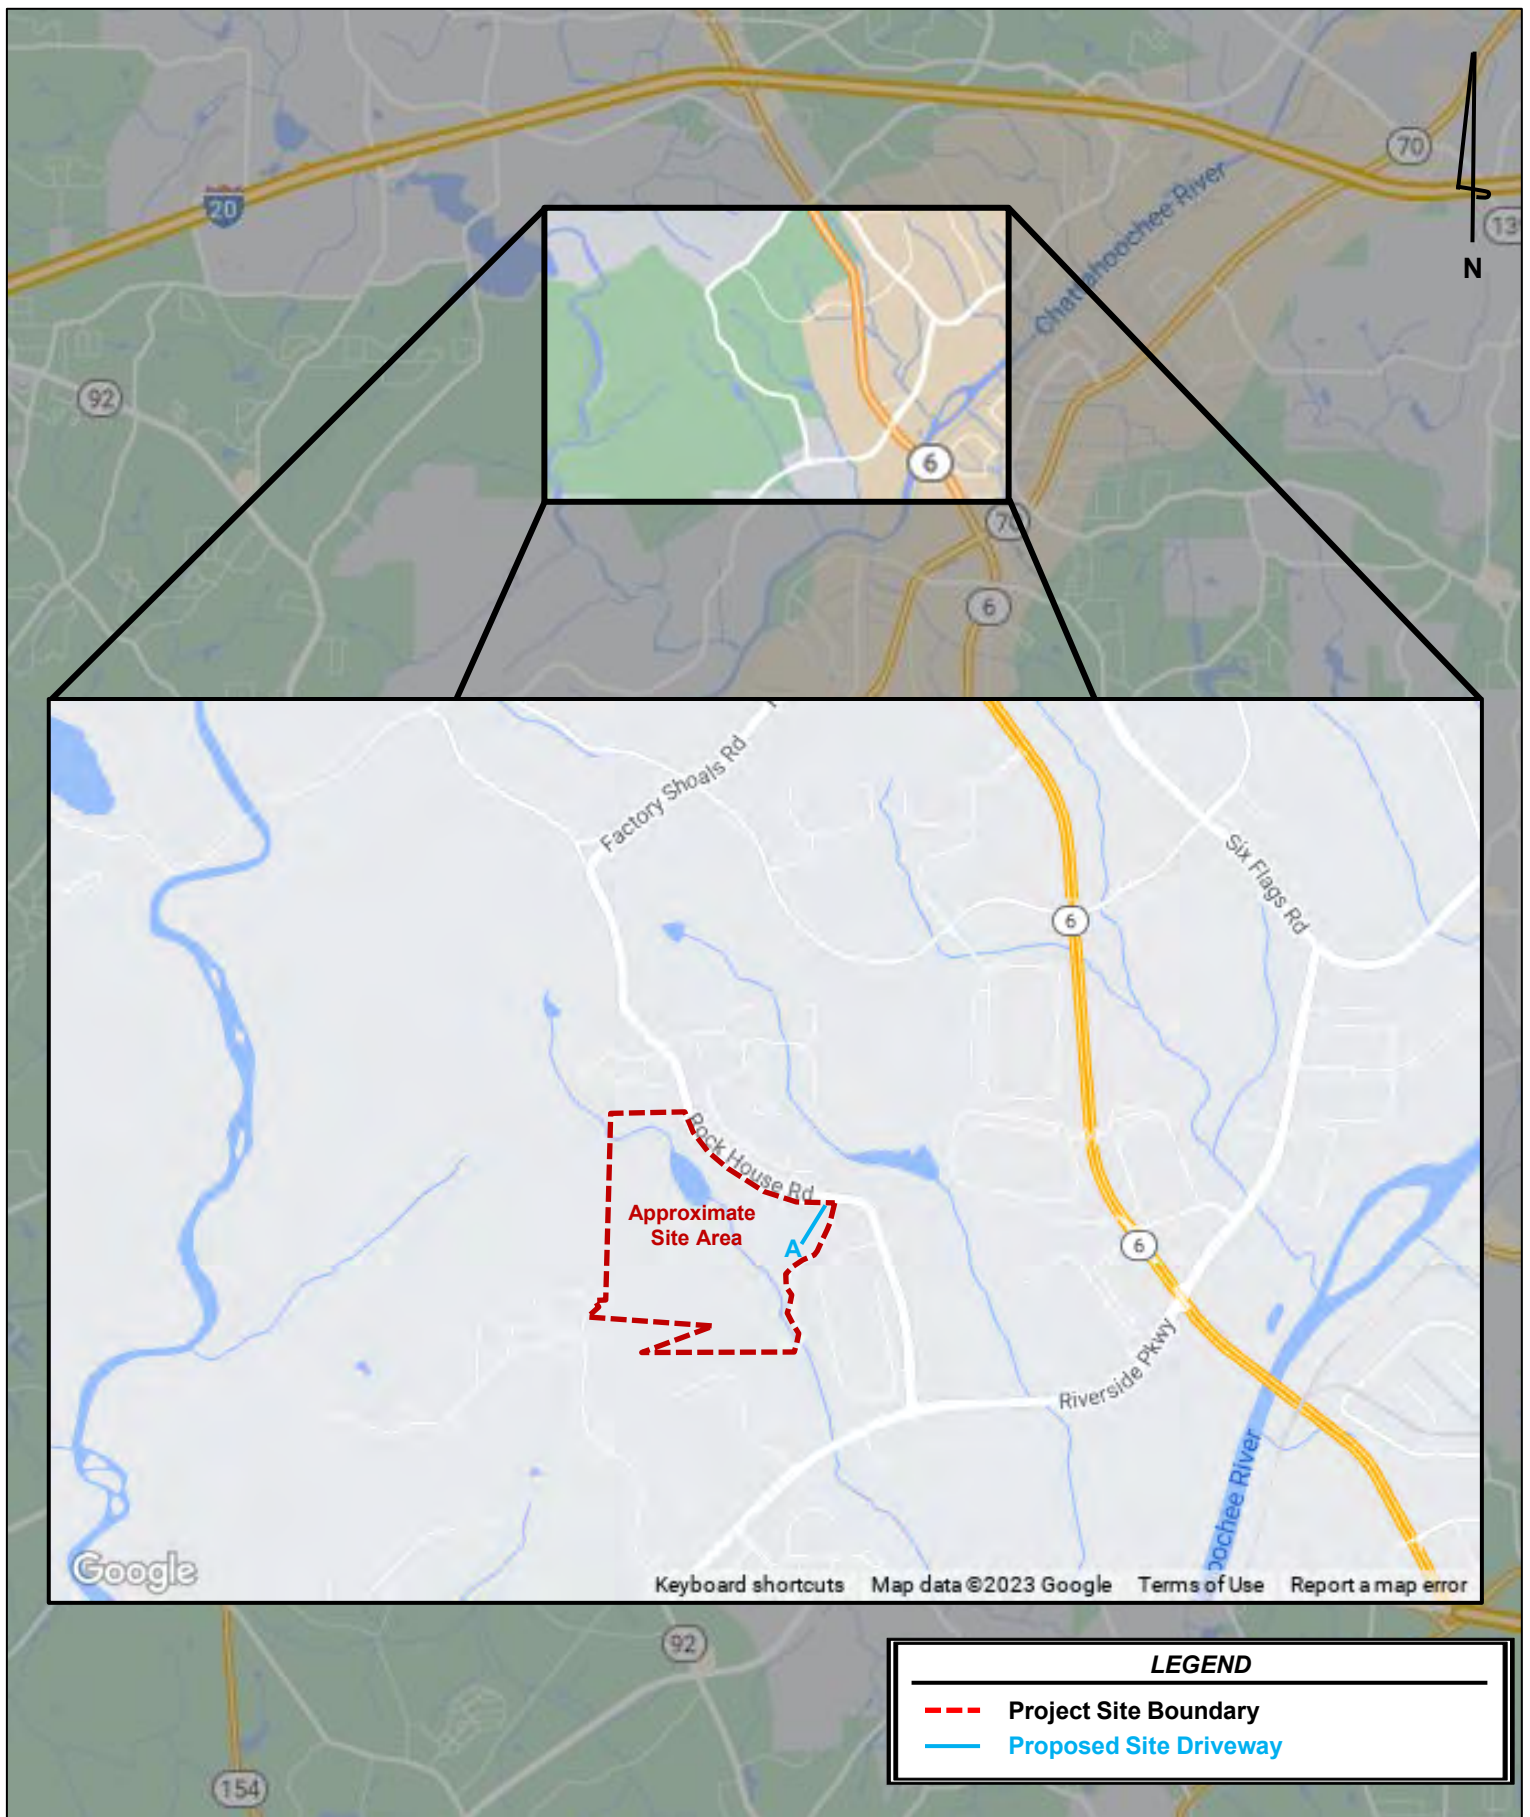 70
20
13
N
Chattahoochee River
92
6
70
6
Factory Shoals Rd
Six Flags Rd
6
Rock House Rd
Approximate
Site Area
A
6
Riverside Pkwy
oochee River
Google
Keyboard shortcuts Map data ©2023 Google Terms of Use Report a map error
92
LEGEND
Project Site Boundary
Proposed Site Driveway
154